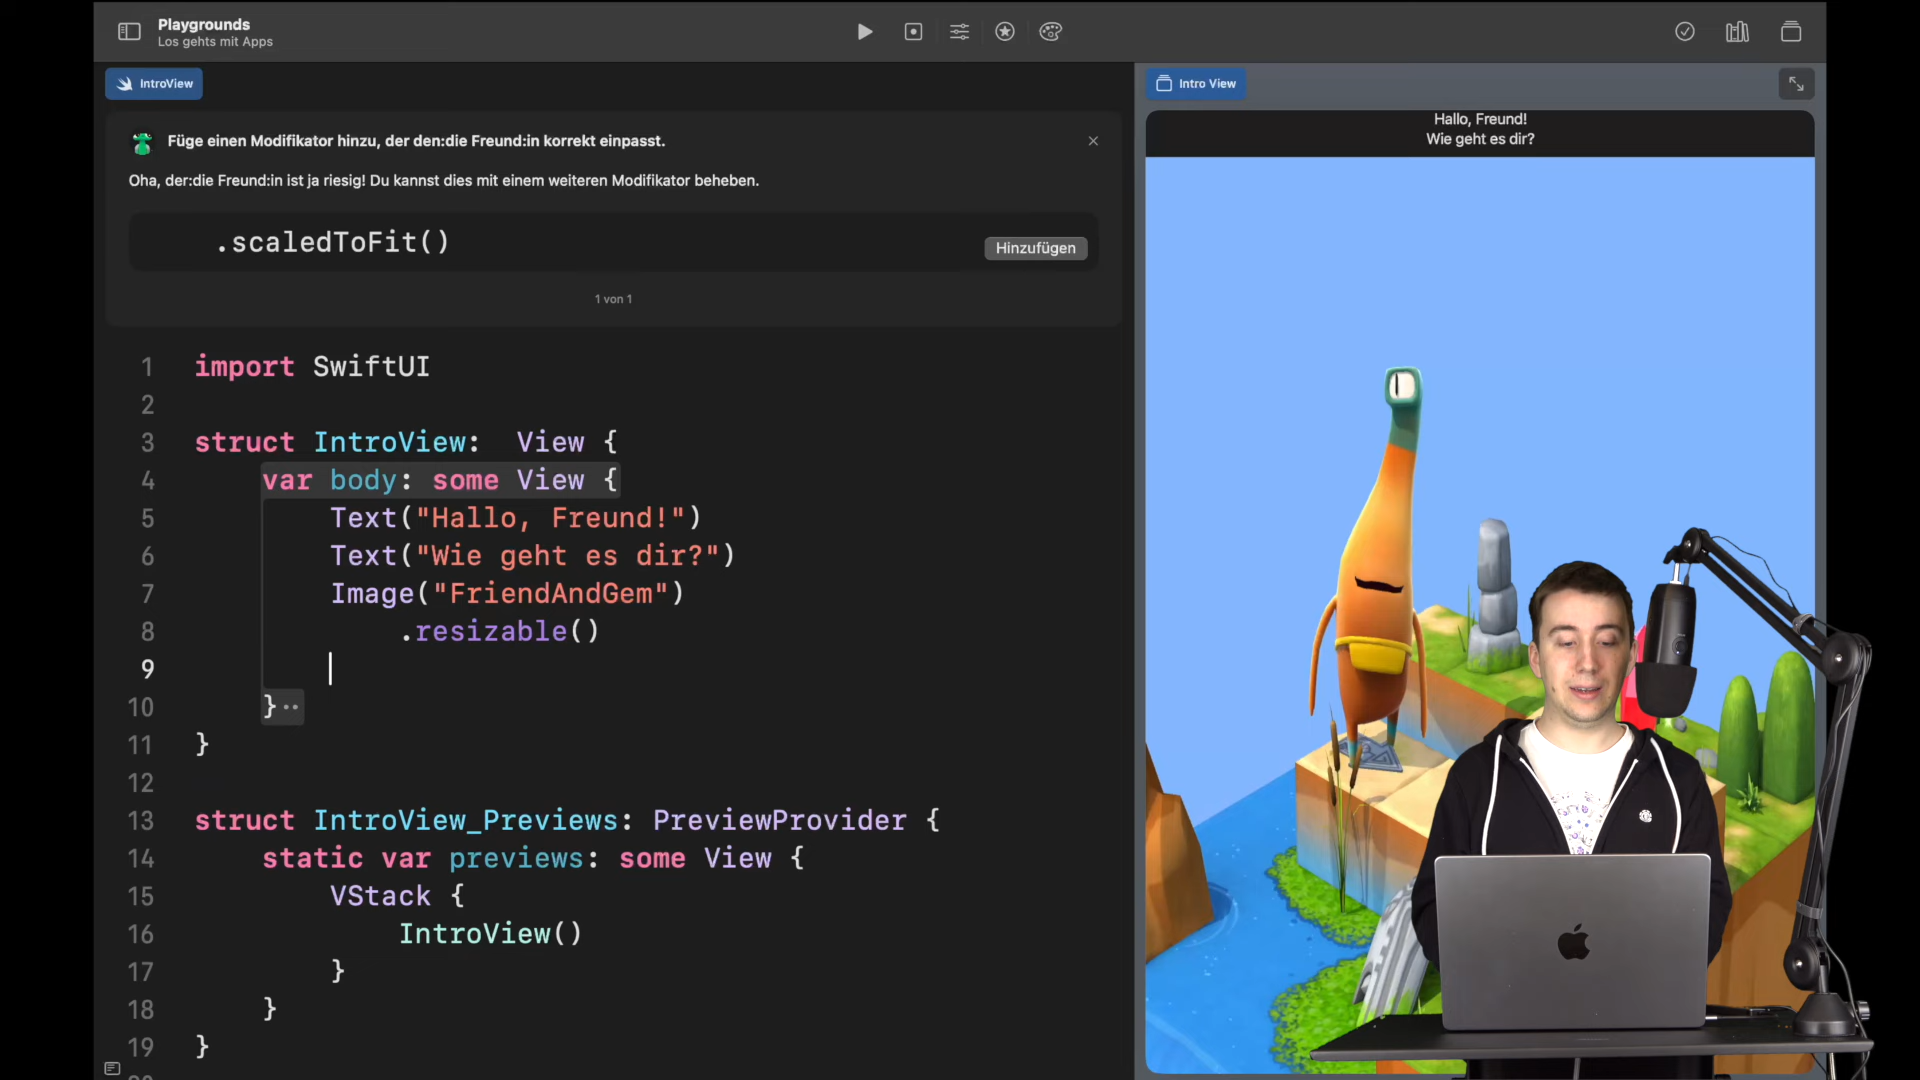 Playgrounds
Los gehts mit Apps
IntroView
Füge einen Modifikator hinzu, der den:die Freund:in korrekt einpasst.
Oha, der:die Freund:in ist ja riesig! Du kannst dies mit einem weiteren Modifikator beheben.
.scaledToFit()
Hinzufügen
1 von 1
1 import SwiftUI
2
3 struct IntroView: View {
4 var body: some View {
5 Text("Hallo, Freund!")
6 Text("Wie geht es dir?")
7 Image("FriendAndGem")
8 .resizable()
9
10 }
11 }
12
13 struct IntroView_Previews: PreviewProvider {
14 static var previews: some View {
15 VStack {
16 IntroView()
17 }
18 }
19 }
Intro View
Hallo, Freund!
Wie geht es dir?